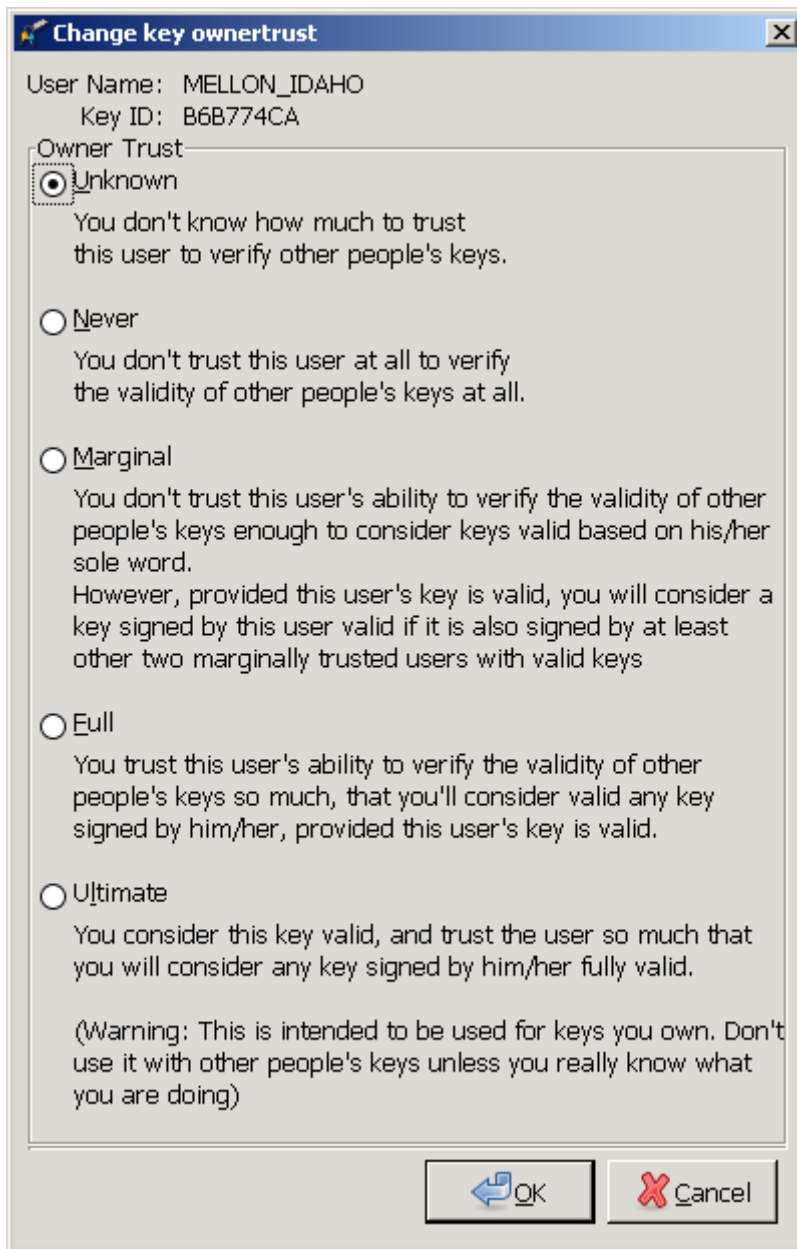 Change key ownertrust
User Name: MELLON_IDAHO
Key ID: B6B774CA
Owner Trust
Unknown
You don't know how much to trust
this user to verify other people's keys.
Never
You don't trust this user at all to verify
the validity of other people's keys at all.
Marginal
You don't trust this user's ability to verify the validity of other
people's keys enough to consider keys valid based on his/her
sole word.
However, provided this user's key is valid, you will consider a
key signed by this user valid if it is also signed by at least
other two marginally trusted users with valid keys
Full
You trust this user's ability to verify the validity of other
people's keys so much, that you'll consider valid any key
signed by him/her, provided this user's key is valid.
Ultimate
You consider this key valid, and trust the user so much that
you will consider any key signed by him/her fully valid.
(Warning: This is intended to be used for keys you own. Don't
use it with other people's keys unless you really know what
you are doing)
OK Cancel